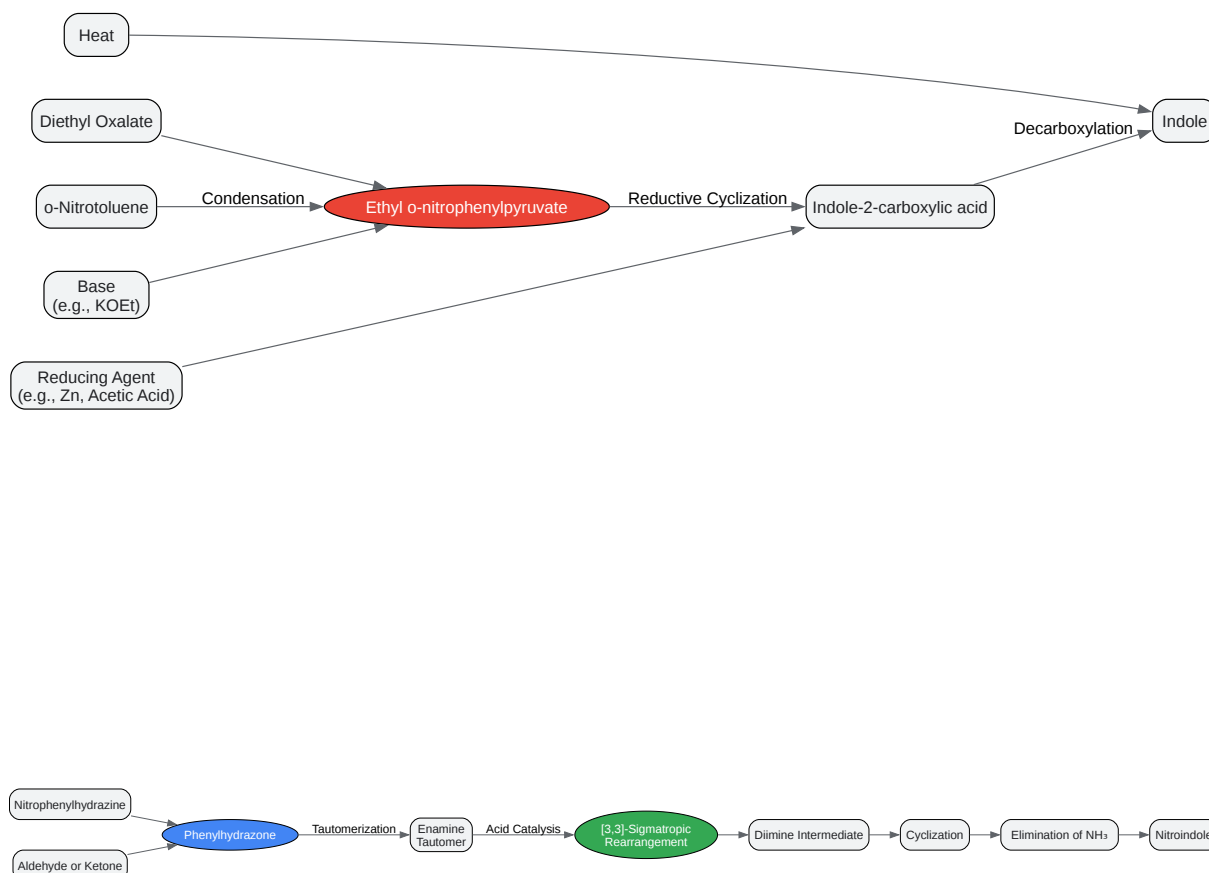 Heat
Diethyl Oxalate
Indole
Decarboxylation
o-Nitrotoluene
Condensation
Ethyl o-nitrophenylpyruvate
Reductive Cyclization
Indole-2-carboxylic acid
Base
(e.g., KOEt)
Reducing Agent
(e.g., Zn, Acetic Acid)
Nitrophenylhydrazine
Aldehyde or Ketone
Phenylhydrazone
Tautomerization
Enamine
Tautomer
Acid Catalysis
[3,3]-Sigmatropic
Rearrangement
Diimine Intermediate
Cyclization
Elimination of NH₃
Nitroindole